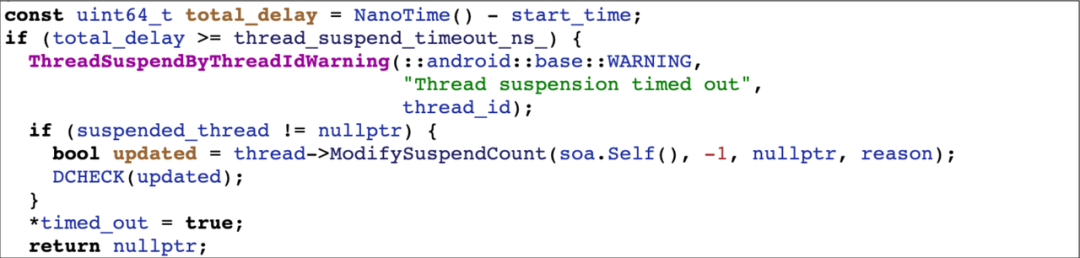 const uint64_t total_delay = NanoTime() - start_time;
if (total_delay >= thread_suspend_timeout_ns_) {
  ThreadSuspendByThreadIdWarning(::android::base::WARNING,
                                 "Thread suspension timed out",
                                 thread_id);
  if (suspended_thread != nullptr) {
    bool updated = thread->ModifySuspendCount(soa.Self(), -1, nullptr, reason);
    DCHECK(updated);
  }
  *timed_out = true;
  return nullptr;